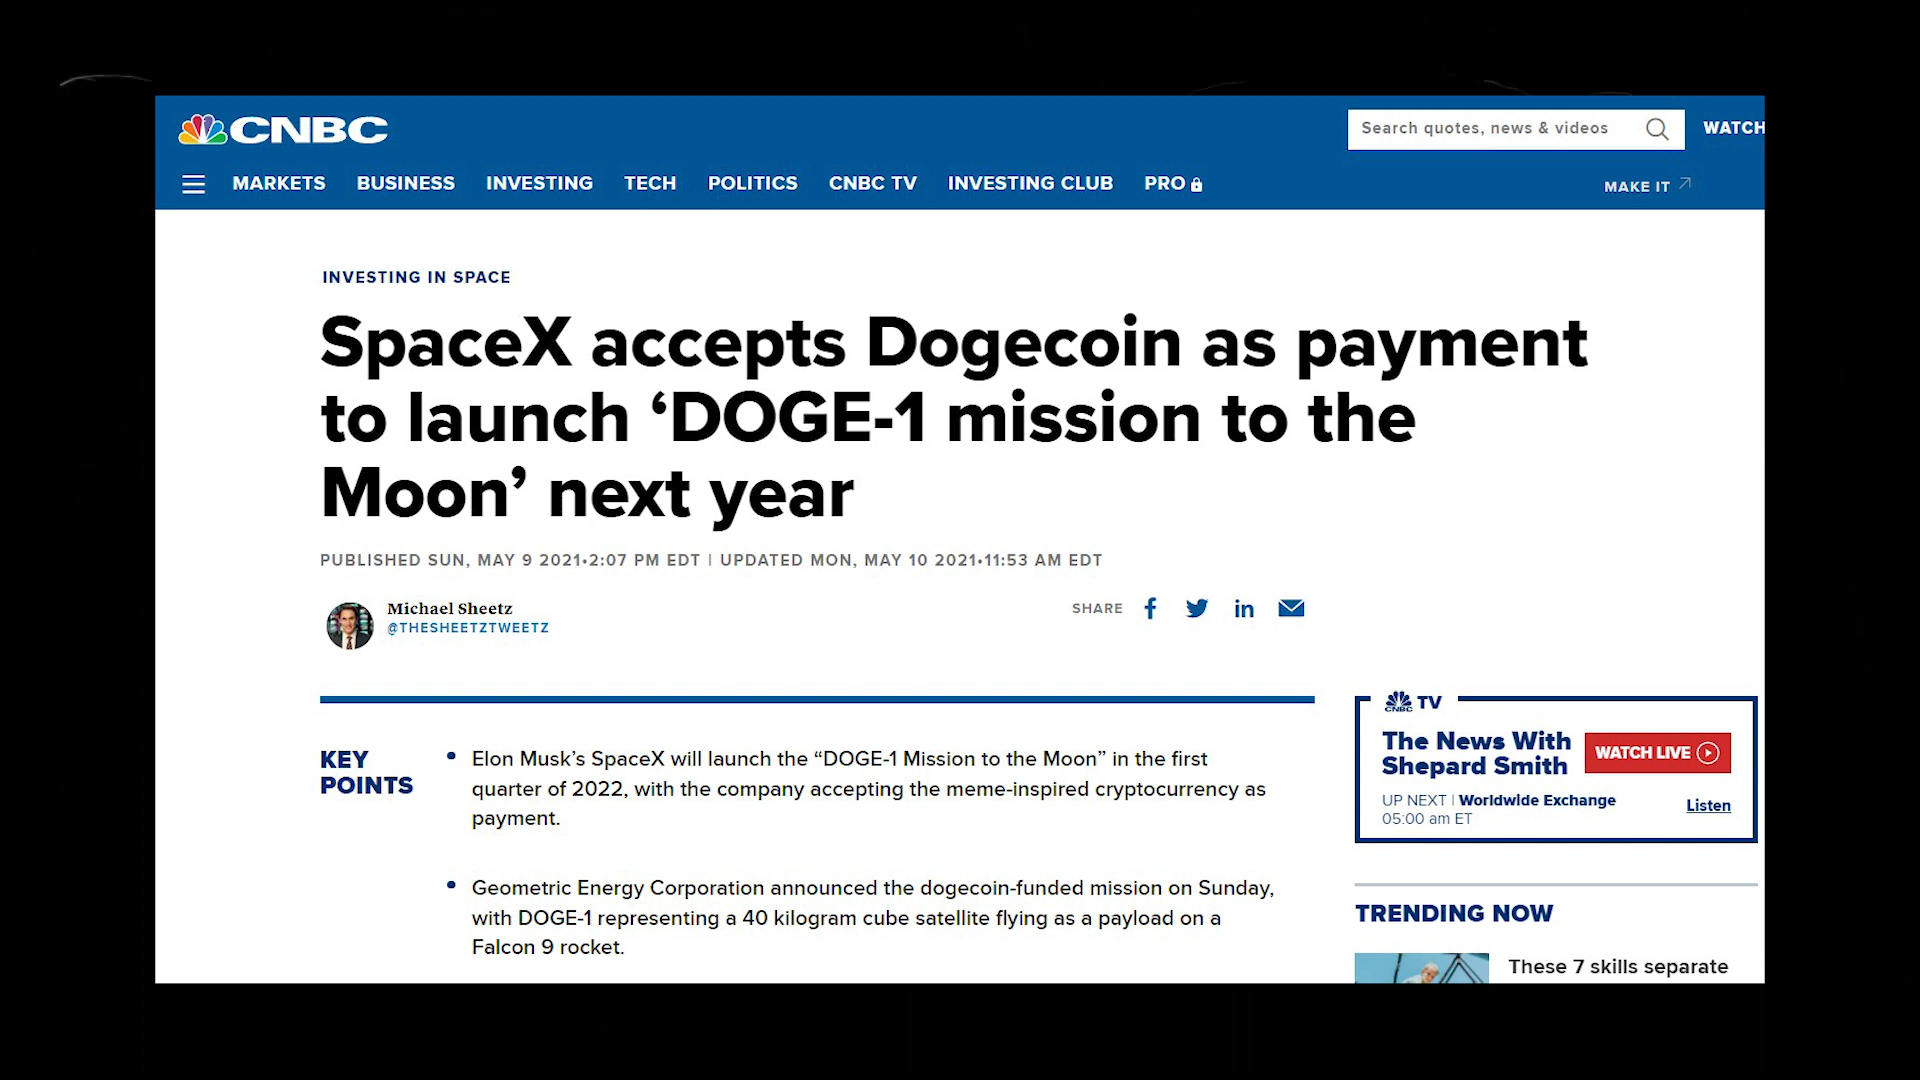 CNBC
Search quotes, news & videos
WATCH
MARKETS BUSINESS INVESTING TECH POLITICS CNBC TV INVESTING CLUB PRO
MAKE IT
INVESTING IN SPACE
SpaceX accepts Dogecoin as payment
to launch ‘DOGE-1 mission to the
Moon’ next year
PUBLISHED SUN, MAY 9 2021•2:07 PM EDT | UPDATED MON, MAY 10 2021•11:53 AM EDT
Michael Sheetz
@THESHEETZTWEETZ
SHARE
KEY
POINTS
• Elon Musk’s SpaceX will launch the “DOGE-1 Mission to the Moon” in the first
quarter of 2022, with the company accepting the meme-inspired cryptocurrency as
payment.
• Geometric Energy Corporation announced the dogecoin-funded mission on Sunday,
with DOGE-1 representing a 40 kilogram cube satellite flying as a payload on a
Falcon 9 rocket.
CNBC TV
The News With
Shepard Smith
WATCH LIVE
UP NEXT | Worldwide Exchange
05:00 am ET
Listen
TRENDING NOW
These 7 skills separate